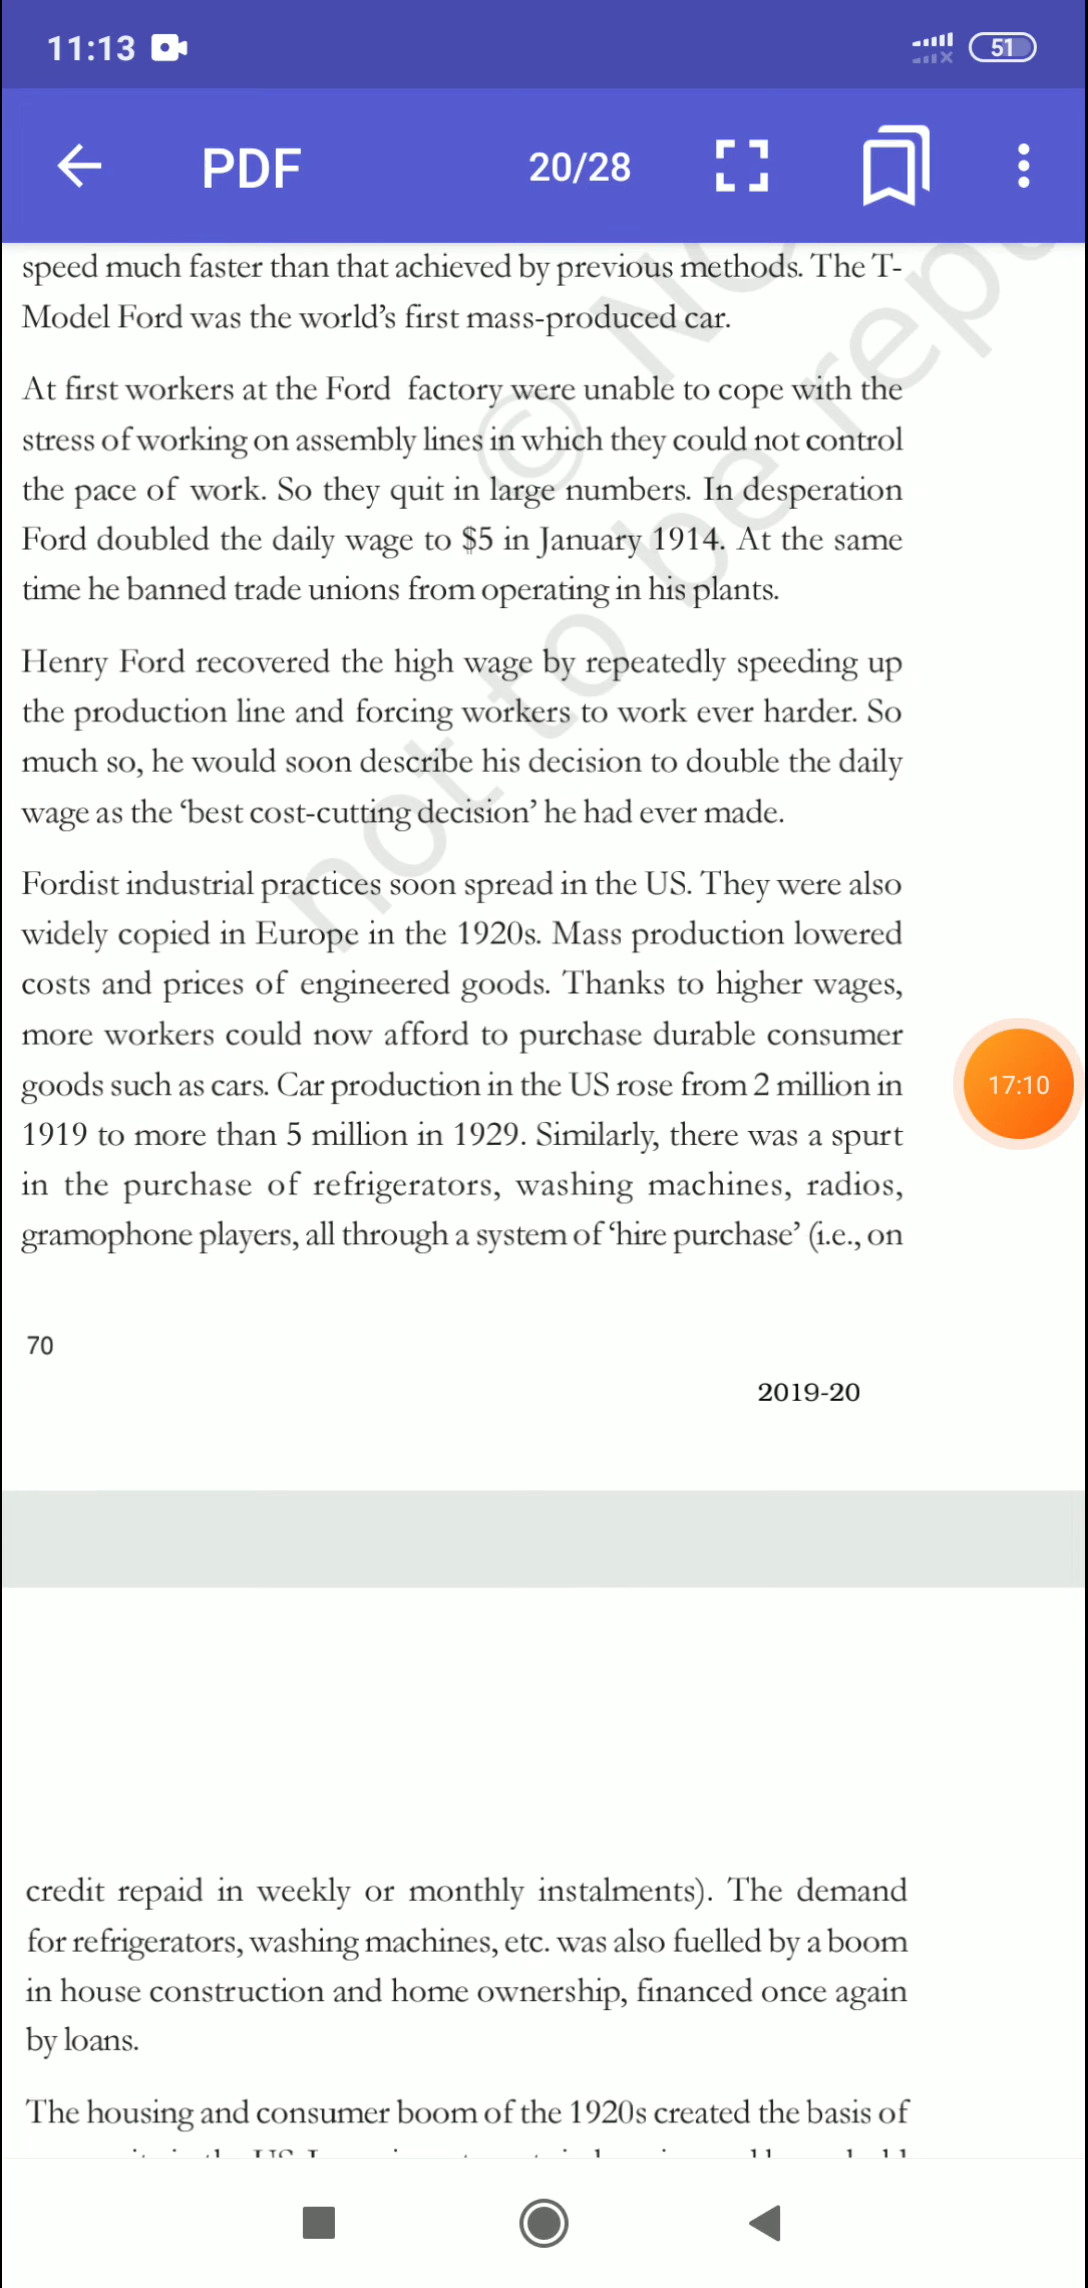 11:13
51
PDF
20/28
speed much faster than that achieved by previous methods. The T-
Model Ford was the world's first mass-produced car.
At first workers at the Ford factory were unable to cope with the
stress of working on assembly lines in which they could not control
the pace of work. So they quit in large numbers. In desperation
Ford doubled the daily wage to $5 in January 1914. At the same
time he banned trade unions from operating in his plants.
Henry Ford recovered the high wage by repeatedly speeding up
the production line and forcing workers to work ever harder. So
much so, he would soon describe his decision to double the daily
wage as the ‘best cost-cutting decision’ he had ever made.
Fordist industrial practices soon spread in the US. They were also
widely copied in Europe in the 1920s. Mass production lowered
costs and prices of engineered goods. Thanks to higher wages,
more workers could now afford to purchase durable consumer
goods such as cars. Car production in the US rose from 2 million in
17:10
1919 to more than 5 million in 1929. Similarly, there was a spurt
in the purchase of refrigerators, washing machines, radios,
gramophone players, all through a system of ‘hire purchase’ (i.e., on
70
2019-20
credit repaid in weekly or monthly instalments). The demand
for refrigerators, washing machines, etc. was also fuelled by a boom
in house construction and home ownership, financed once again
by loans.
The housing and consumer boom of the 1920s created the basis of
© N
not to be rep